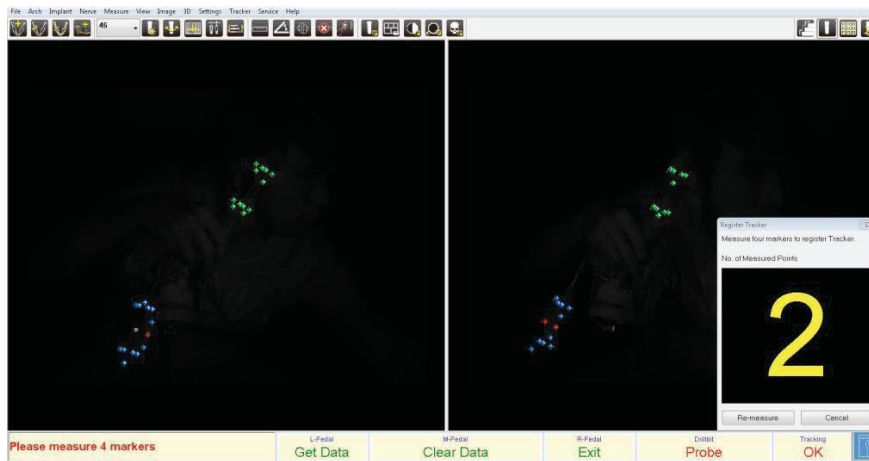 File Arch Implant Nerve Measure View Image 3D Settings Tracker Service Help
46
Register Tracker
Measure four markers to register Tracker.
No. of Measured Points
2
Re-measure Cancel
Please measure 4 markers
L-Pedal M-Pedal R-Pedal Drillbit Tracking
Get Data Clear Data Exit Probe OK